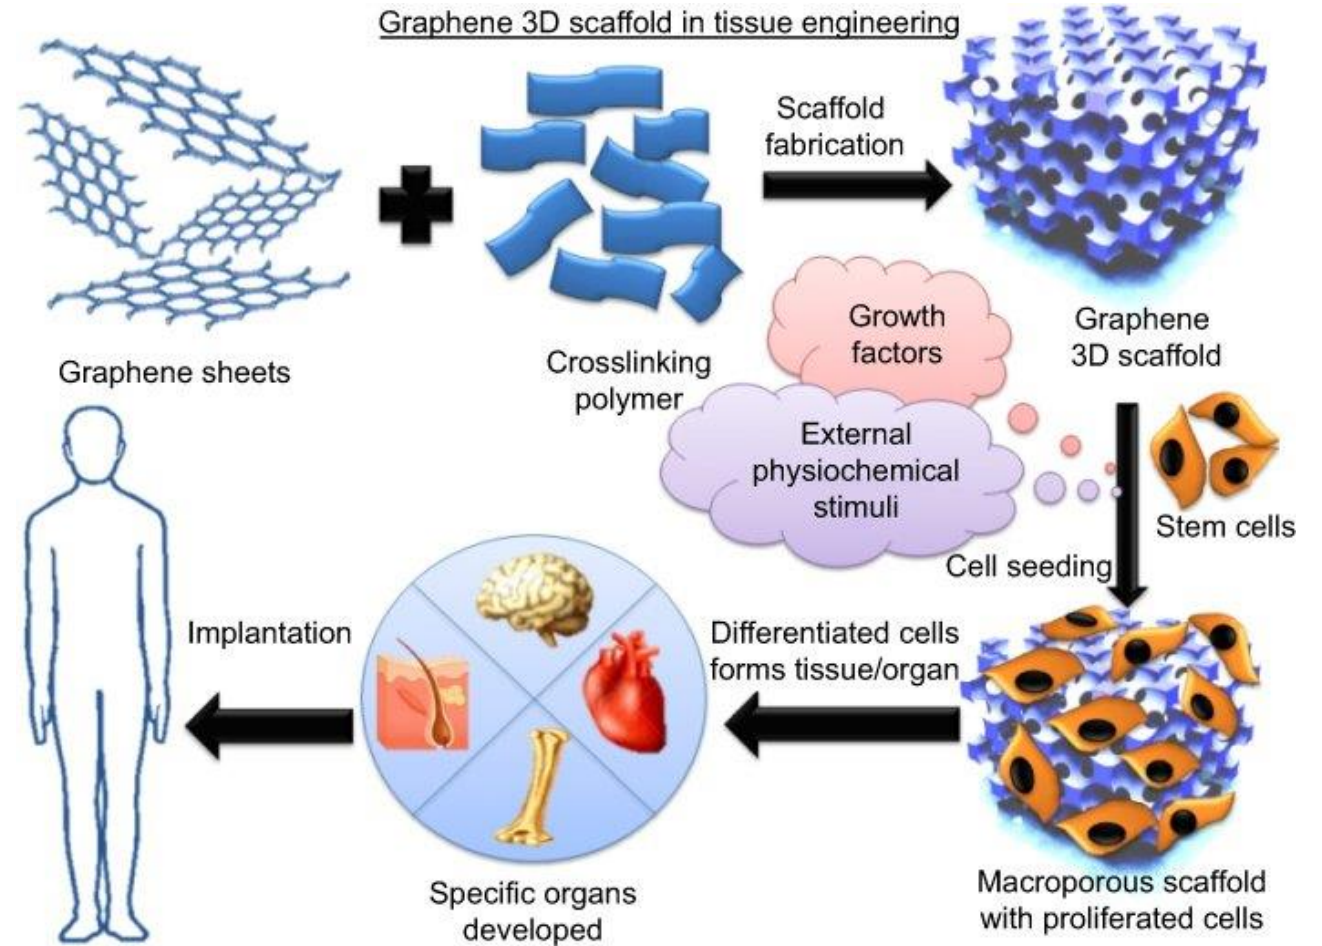 Graphene 3D scaffold in tissue engineering
Scaffold
fabrication
Graphene sheets
Crosslinking
polymer
Growth
factors
Graphene
3D scaffold
External
physiochemical
stimuli
Stem cells
Cell seeding
Implantation
Differentiated cells
forms tissue/organ
Specific organs
developed
Macroporous scaffold
with proliferated cells